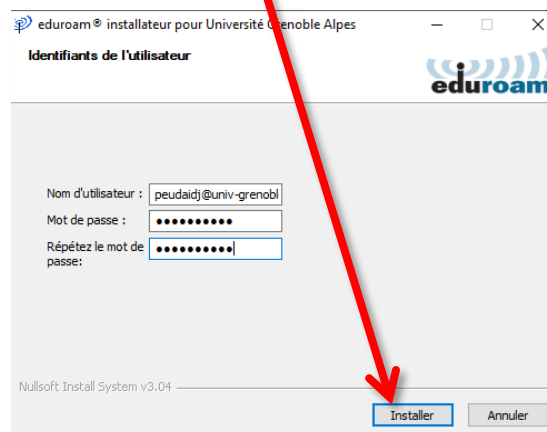 eduroam® installateur pour Université Grenoble Alpes
Identifiants de l'utilisateur
eduroam
Nom d'utilisateur : peudaidj@univ-grenobl
Mot de passe : ●●●●●●●●●●
Répétez le mot de ●●●●●●●●●●
passe:
Nullsoft Install System v3.04
Installer Annuler